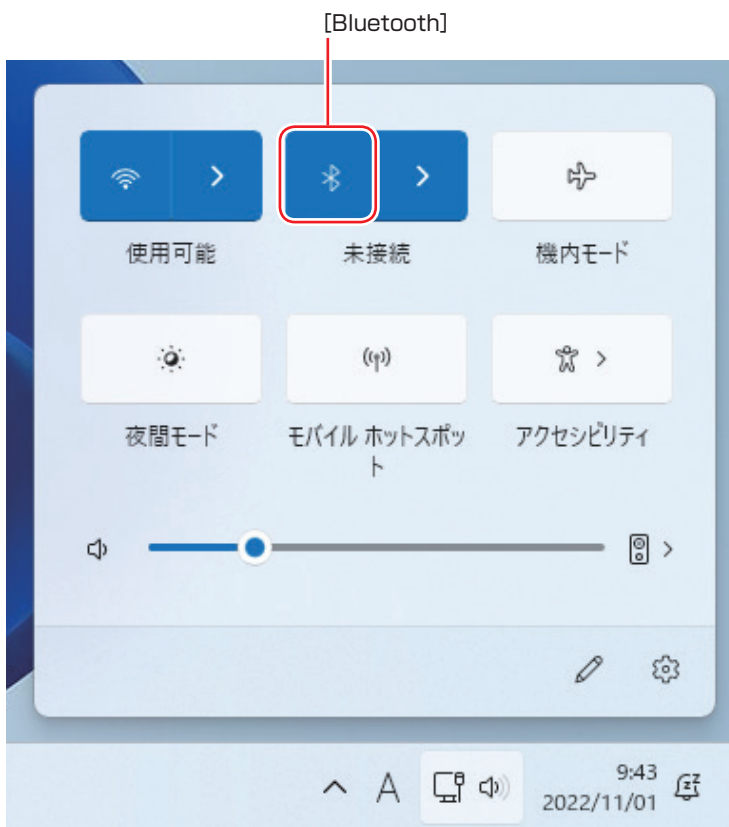 [Bluetooth]
使用可能
未接続
機内モード
夜間モード
モバイル ホットスポッ
ト
アクセシビリティ
A
9:43
2022/11/01